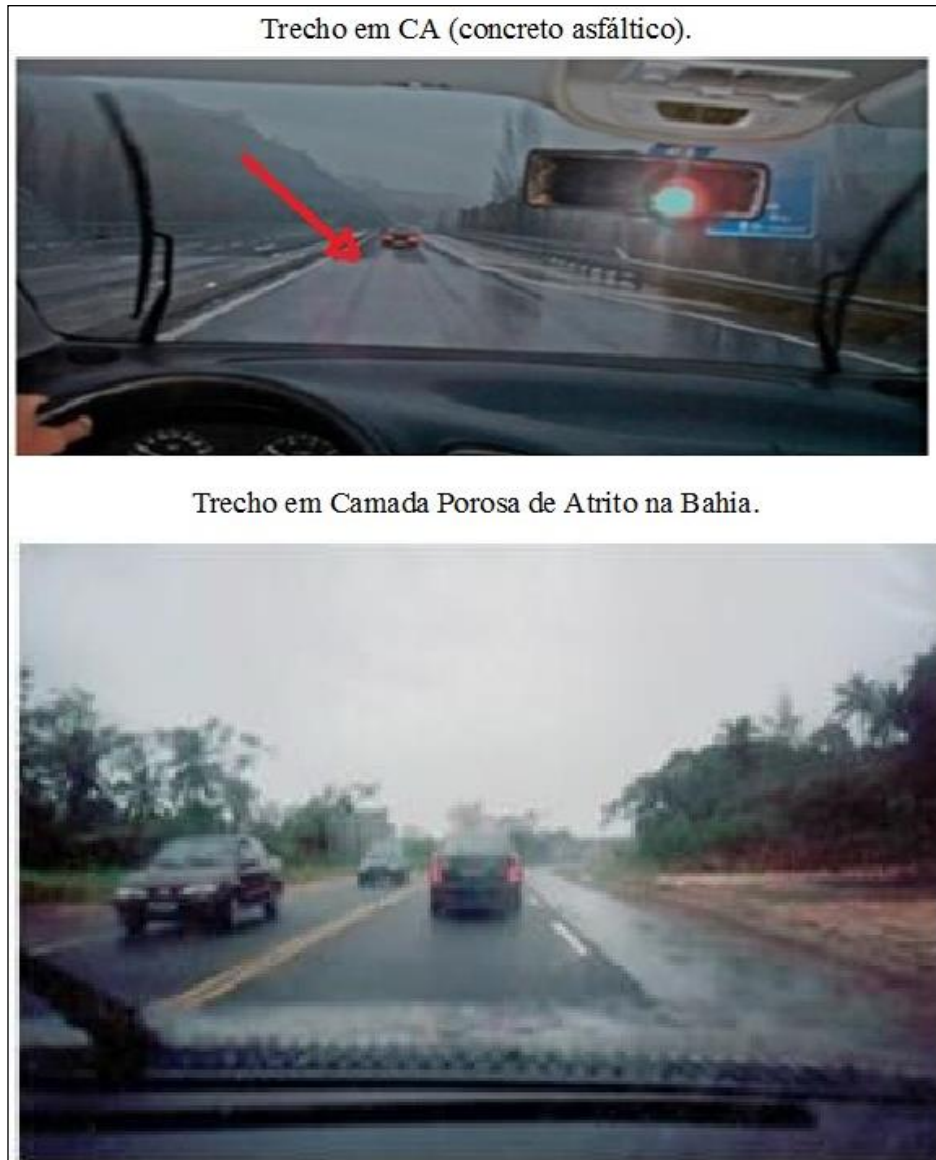 Trecho em CA (concreto asfáltico).
Trecho em Camada Porosa de Atrito na Bahia.